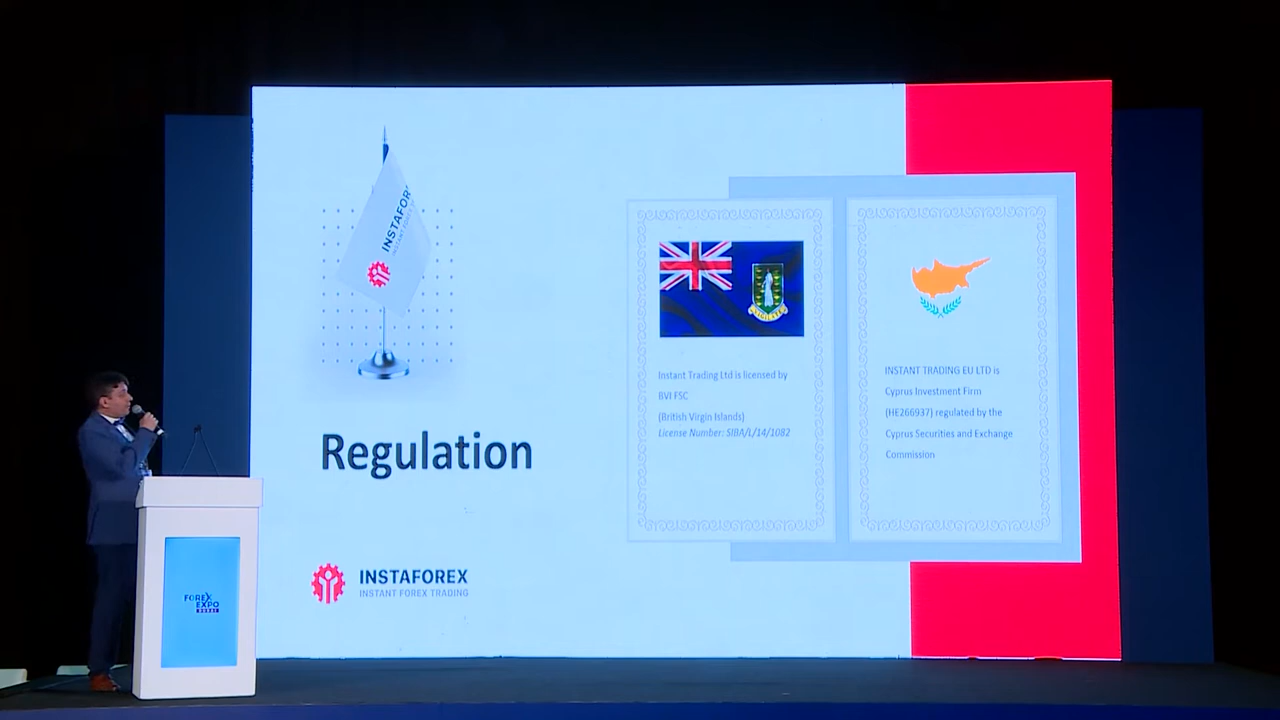 INSTAFOR
INSTANT FOREX
Regulation
INSTAFOREX
INSTANT FOREX TRADING
Instant Trading Ltd is licensed by
BVI FSC
(British Virgin Islands)
License Number: SIBA/L/14/1082
INSTANT TRADING EU LTD is
Cyprus Investment Firm
(HE266937) regulated by the
Cyprus Securities and Exchange
Commission
FOREX
EXPO
DUBAI